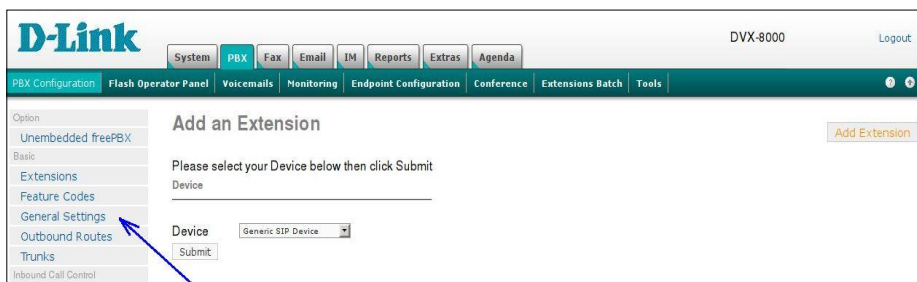 D-Link
DVX-8000
Logout
System PBX Fax Email IM Reports Extras Agenda
PBX Configuration Flash Operator Panel Voicemails Monitoring Endpoint Configuration Conference Extensions Batch Tools
Option
Unembedded freePBX
Basic
Extensions
Feature Codes
General Settings
Outbound Routes
Trunks
Inbound Call Control
Add an Extension
Add Extension
Please select your Device below then click Submit
Device
Device Generic SIP Device
Submit